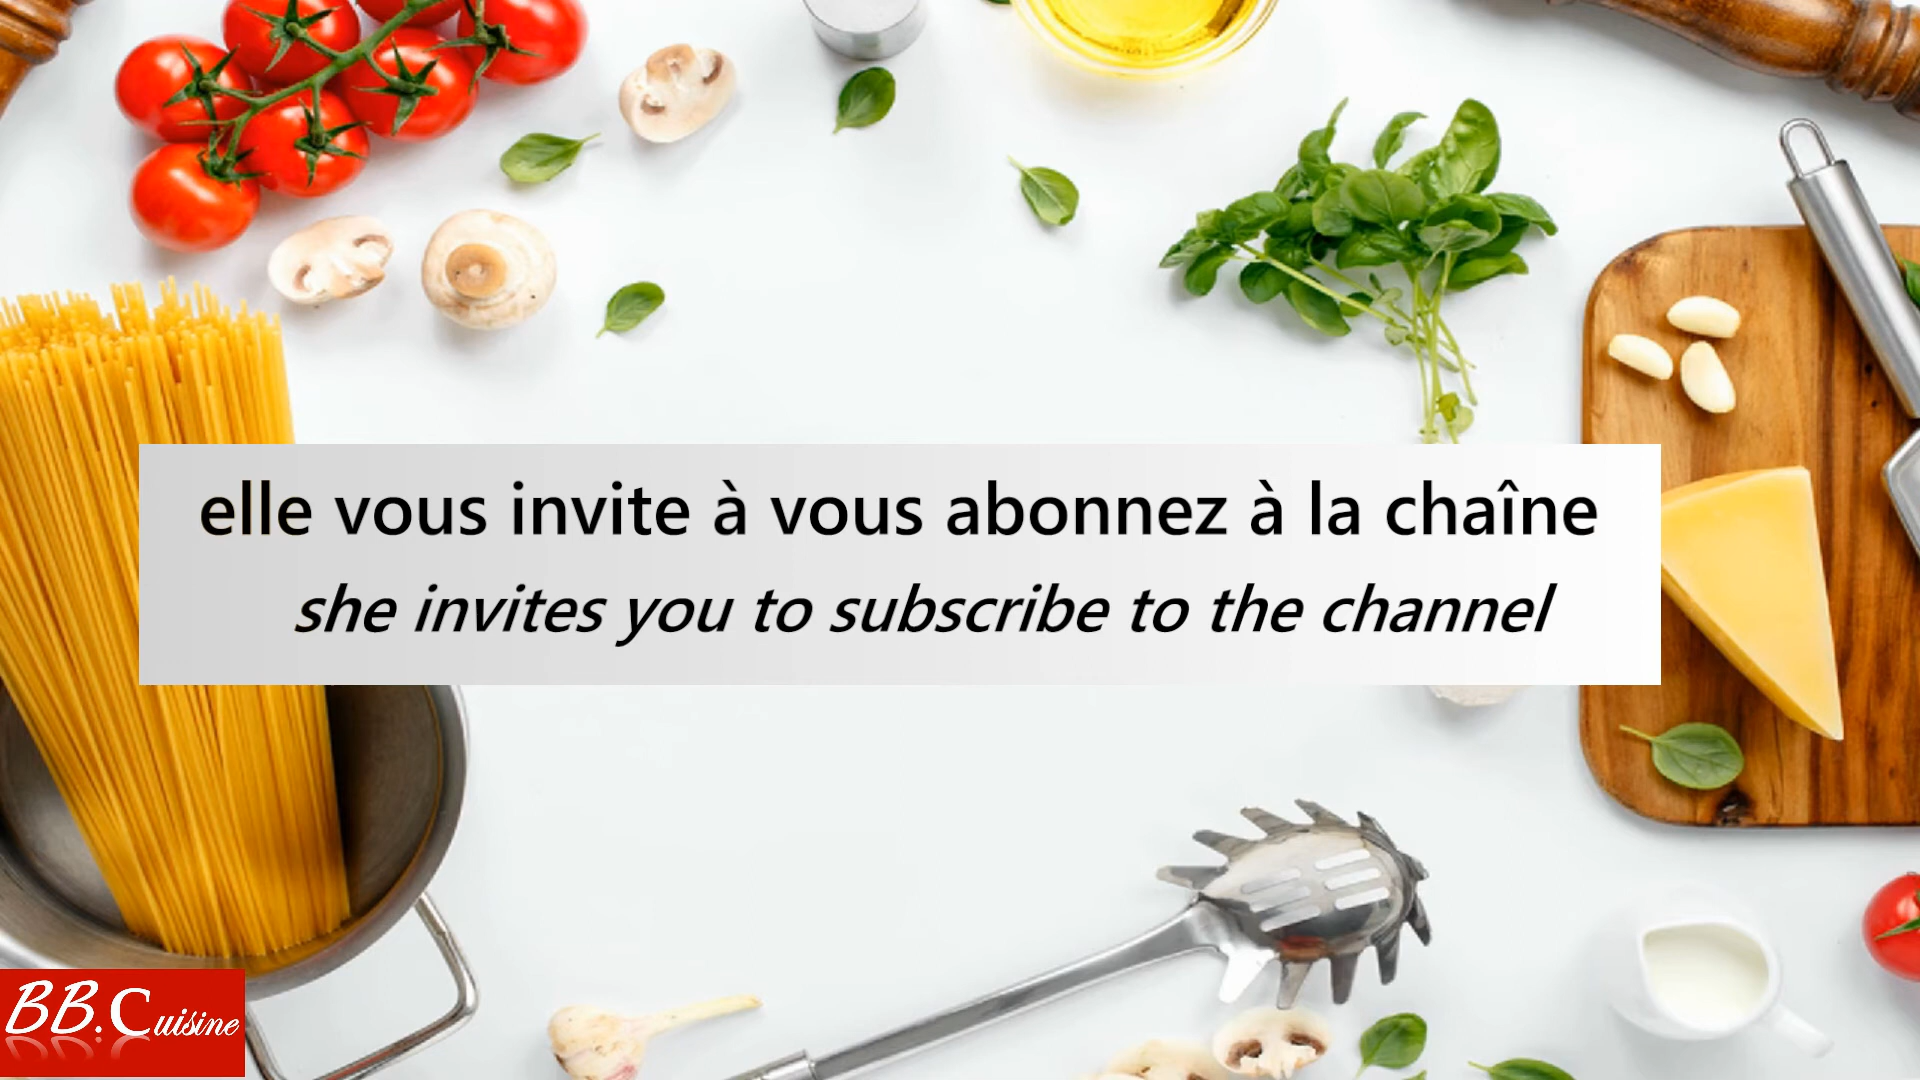 elle vous invite à vous abonnez à la chaîne
she invites you to subscribe to the channel
BB.Cuisine